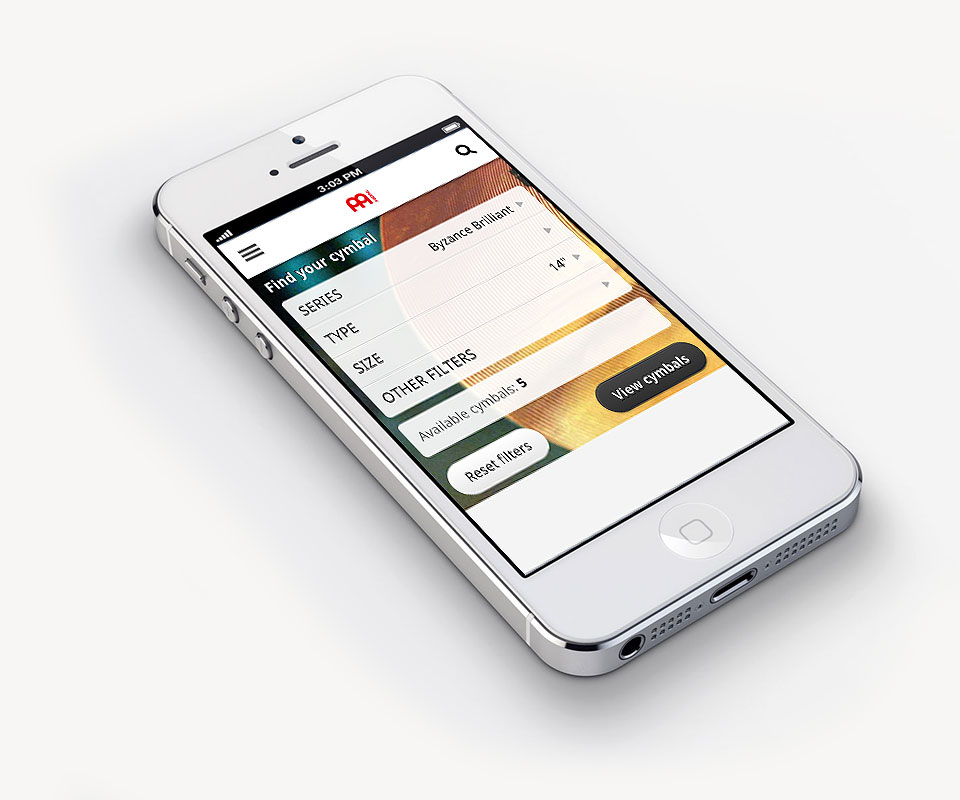 3:03 PM
Find your cymbal
SERIES Byzance Brilliant
TYPE
SIZE 14"
OTHER FILTERS
Available cymbals: 5
Reset filters View cymbals